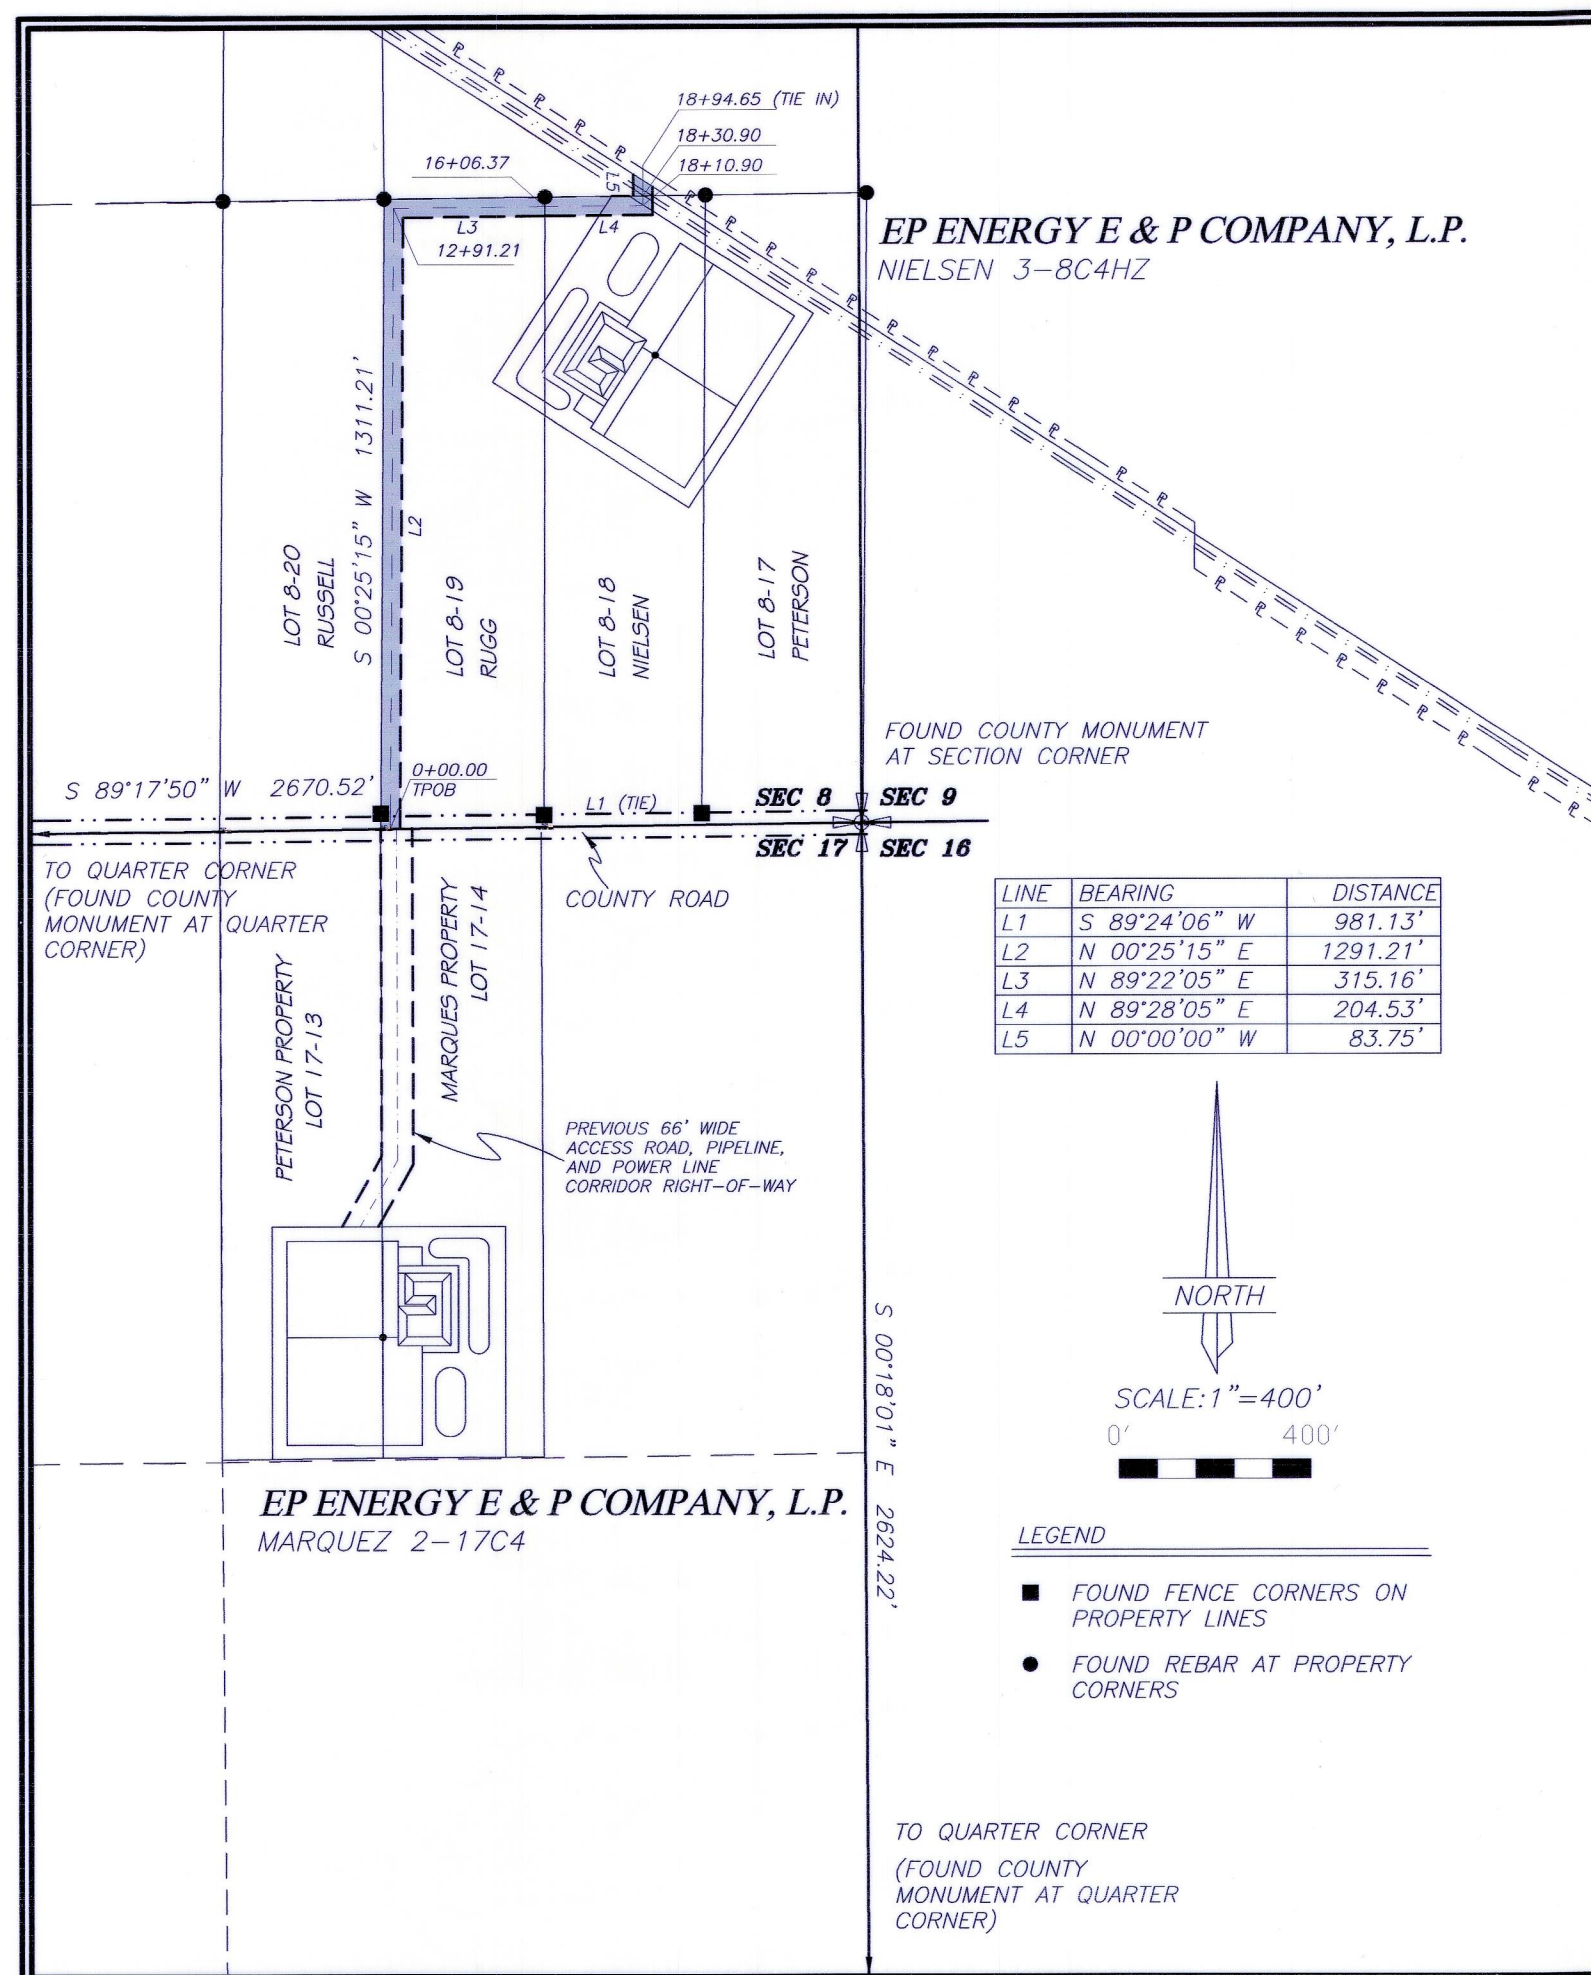 18+94.65 (TIE IN)
18+30.90
18+10.90
16+06.37
L5
L3
L4
12+91.21
EP ENERGY E & P COMPANY, L.P.
NIELSEN 3-8C4HZ
S 00°25'15" W 1311.21'
L2
LOT 8-20
RUSSELL
LOT 8-19
RUGG
LOT 8-18
NIELSEN
LOT 8-17
PETERSON
FOUND COUNTY MONUMENT
AT SECTION CORNER
S 89°17'50" W 2670.52'
0+00.00
TPOB
L1 (TIE)
SEC 8
SEC 9
SEC 17
SEC 16
TO QUARTER CORNER
(FOUND COUNTY
MONUMENT AT QUARTER
CORNER)
COUNTY ROAD
PETERSON PROPERTY
LOT 17-13
MARQUES PROPERTY
LOT 17-14
LINE BEARING DISTANCE
L1 S 89°24'06" W 981.13'
L2 N 00°25'15" E 1291.21'
L3 N 89°22'05" E 315.16'
L4 N 89°28'05" E 204.53'
L5 N 00°00'00" W 83.75'
PREVIOUS 66' WIDE
ACCESS ROAD, PIPELINE,
AND POWER LINE
CORRIDOR RIGHT-OF-WAY
NORTH
SCALE: 1"=400'
0' 400'
S 00°18'01" E 2624.22'
EP ENERGY E & P COMPANY, L.P.
MARQUEZ 2-17C4
LEGEND
FOUND FENCE CORNERS ON
PROPERTY LINES
FOUND REBAR AT PROPERTY
CORNERS
TO QUARTER CORNER
(FOUND COUNTY
MONUMENT AT QUARTER
CORNER)